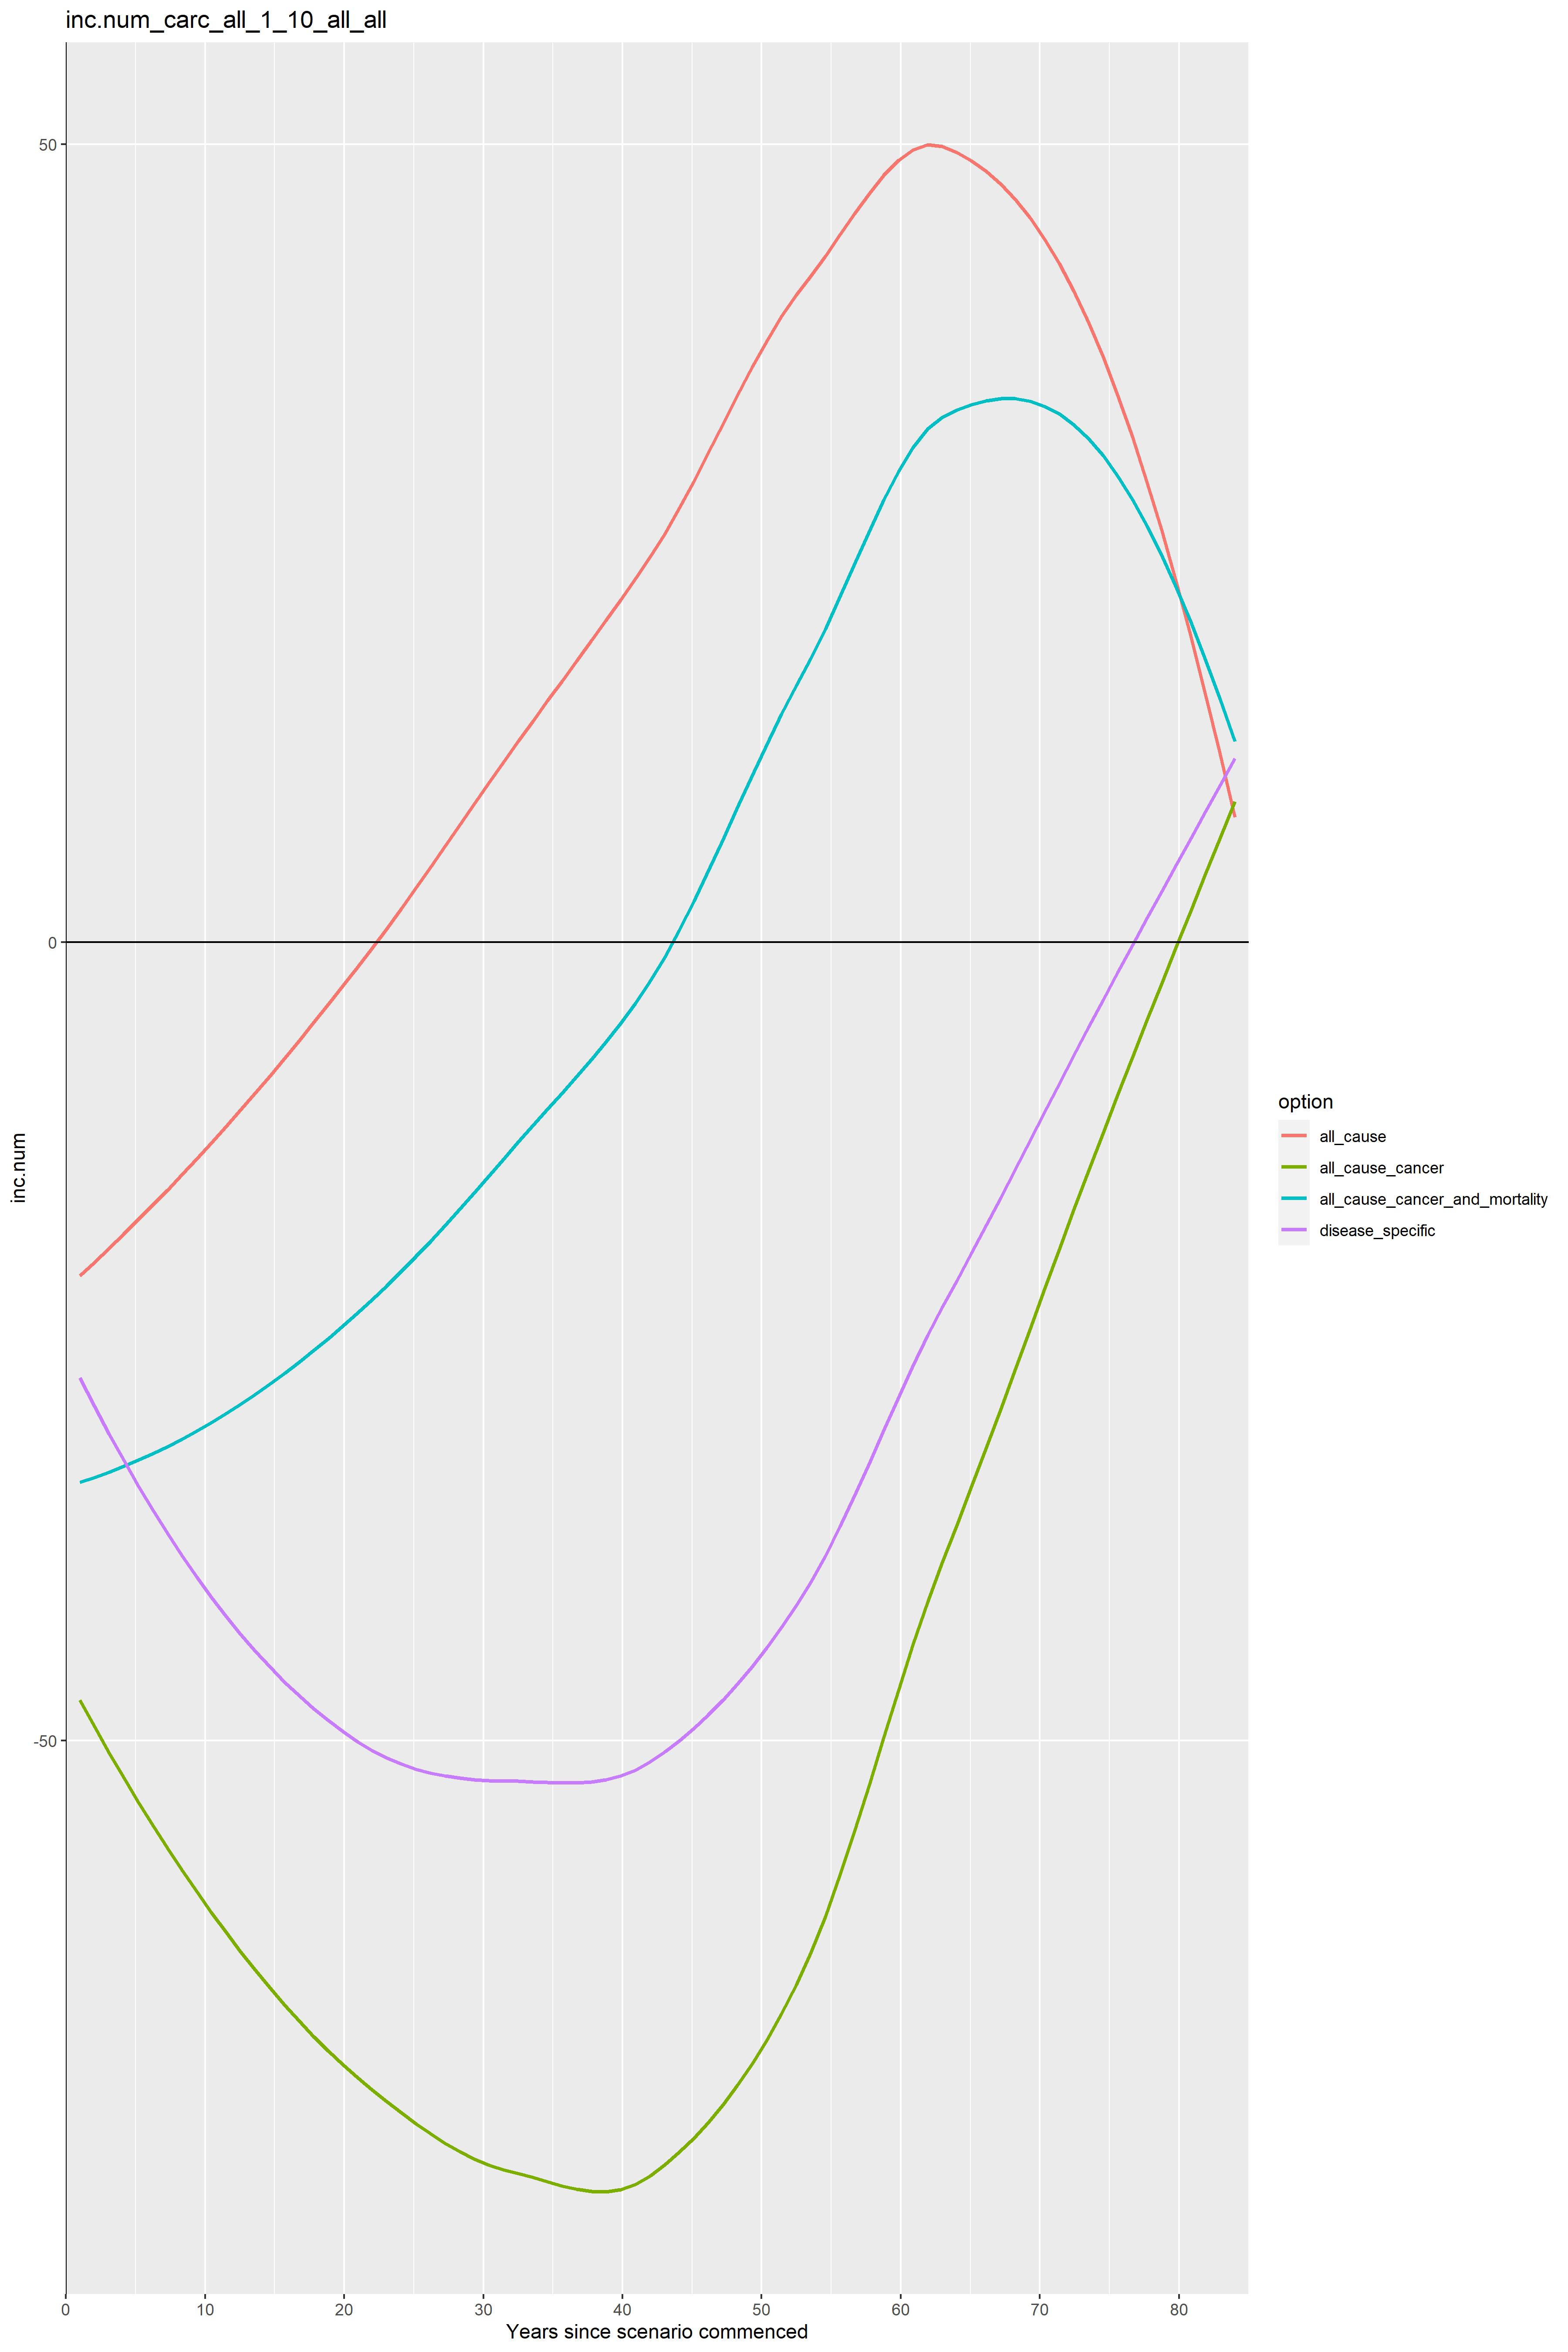 inc.num_carc_all_1_10_all_all
50
0
-50
inc.num
0 10 20 30 40 50 60 70 80
Years since scenario commenced
option
all_cause
all_cause_cancer
all_cause_cancer_and_mortality
disease_specific